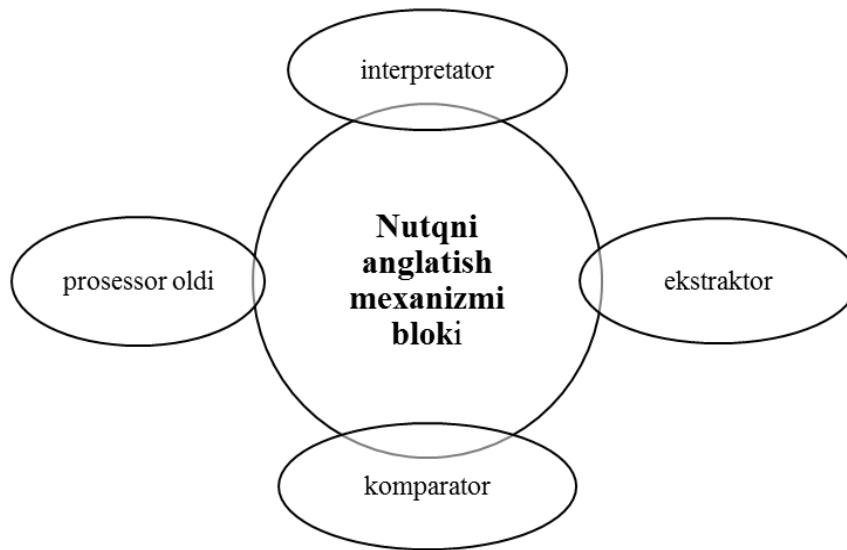 interpretator
Nutqni
anglatish
mexanizmi
bloki
prosessor oldi
ekstraktor
komparator